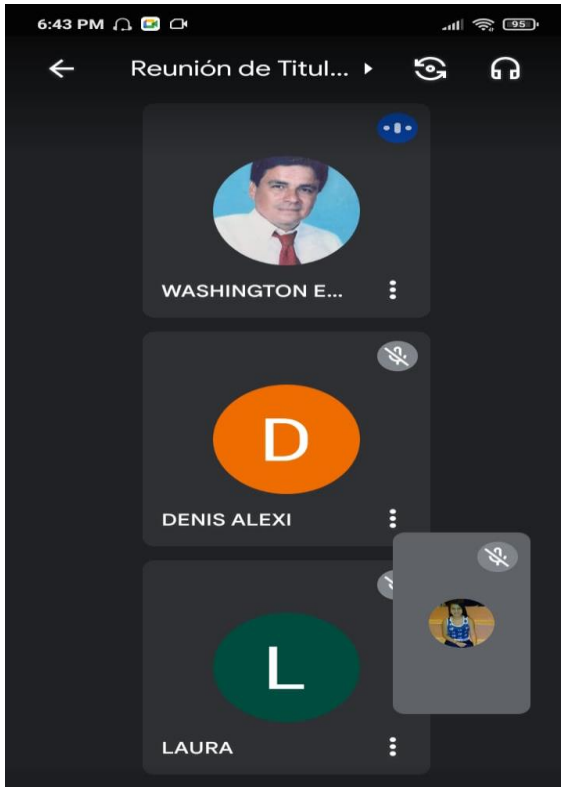 6:43 PM 95
Reunión de Titul...
WASHINGTON E...
D
DENIS ALEXI
L
LAURA